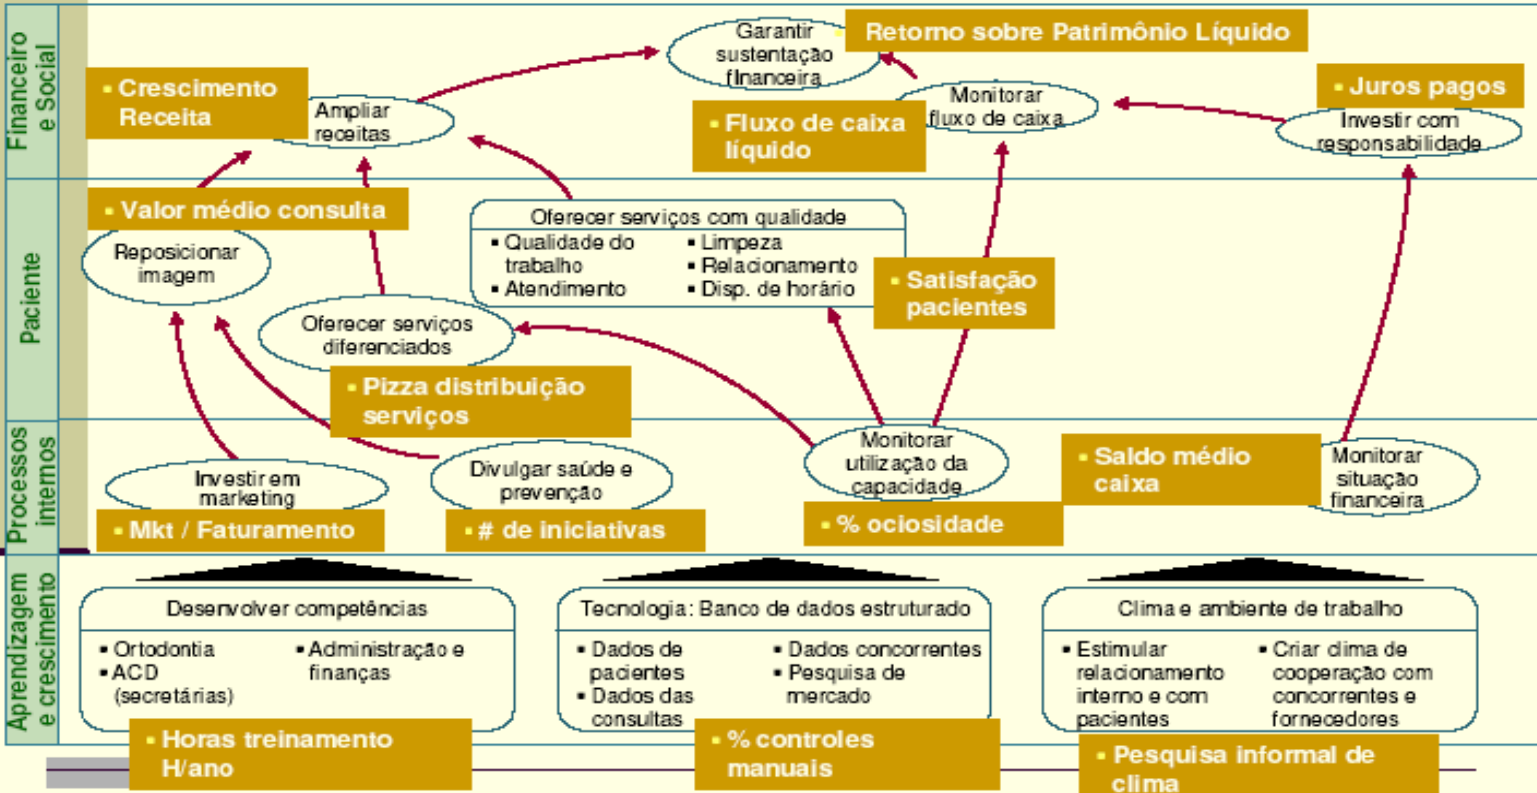 Financeiro
e Social
Garantir
sustentação
financeira
▪ Retorno sobre Patrimônio Líquido
▪ Crescimento
Receita
Ampliar
receitas
▪ Fluxo de caixa
líquido
Monitorar
fluxo de caixa
▪ Juros pagos
Investir com
responsabilidade
Paciente
▪ Valor médio consulta
Reposicionar
imagem
Oferecer serviços com qualidade
▪ Qualidade do
trabalho
▪ Atendimento
▪ Limpeza
▪ Relacionamento
▪ Disp. de horário
▪ Satisfação
pacientes
Oferecer serviços
diferenciados
▪ Pizza distribuição
serviços
Processos
internos
Investir em
marketing
▪ Mkt / Faturamento
Divulgar saúde e
prevenção
▪ # de iniciativas
Monitorar
utilização da
capacidade
▪ % ociosidade
▪ Saldo médio
caixa
Monitorar
situação
financeira
Aprendizagem
e crescimento
Desenvolver competências
▪ Ortodontia
▪ ACD
(secretárias)
▪ Administração e
finanças
▪ Horas treinamento
H/ano
Tecnologia: Banco de dados estruturado
▪ Dados de
pacientes
▪ Dados das
consultas
▪ Dados concorrentes
▪ Pesquisa de
mercado
▪ % controles
manuais
Clima e ambiente de trabalho
▪ Estimular
relacionamento
interno e com
pacientes
▪ Criar clima de
cooperação com
concorrentes e
fornecedores
▪ Pesquisa informal de
clima